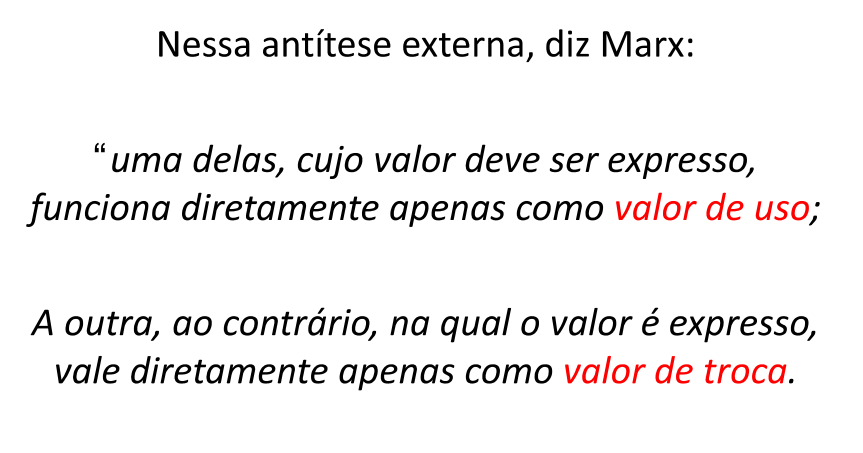 Nessa antítese externa, diz Marx:
“uma delas, cujo valor deve ser expresso,
funciona diretamente apenas como valor de uso;
A outra, ao contrário, na qual o valor é expresso,
vale diretamente apenas como valor de troca.